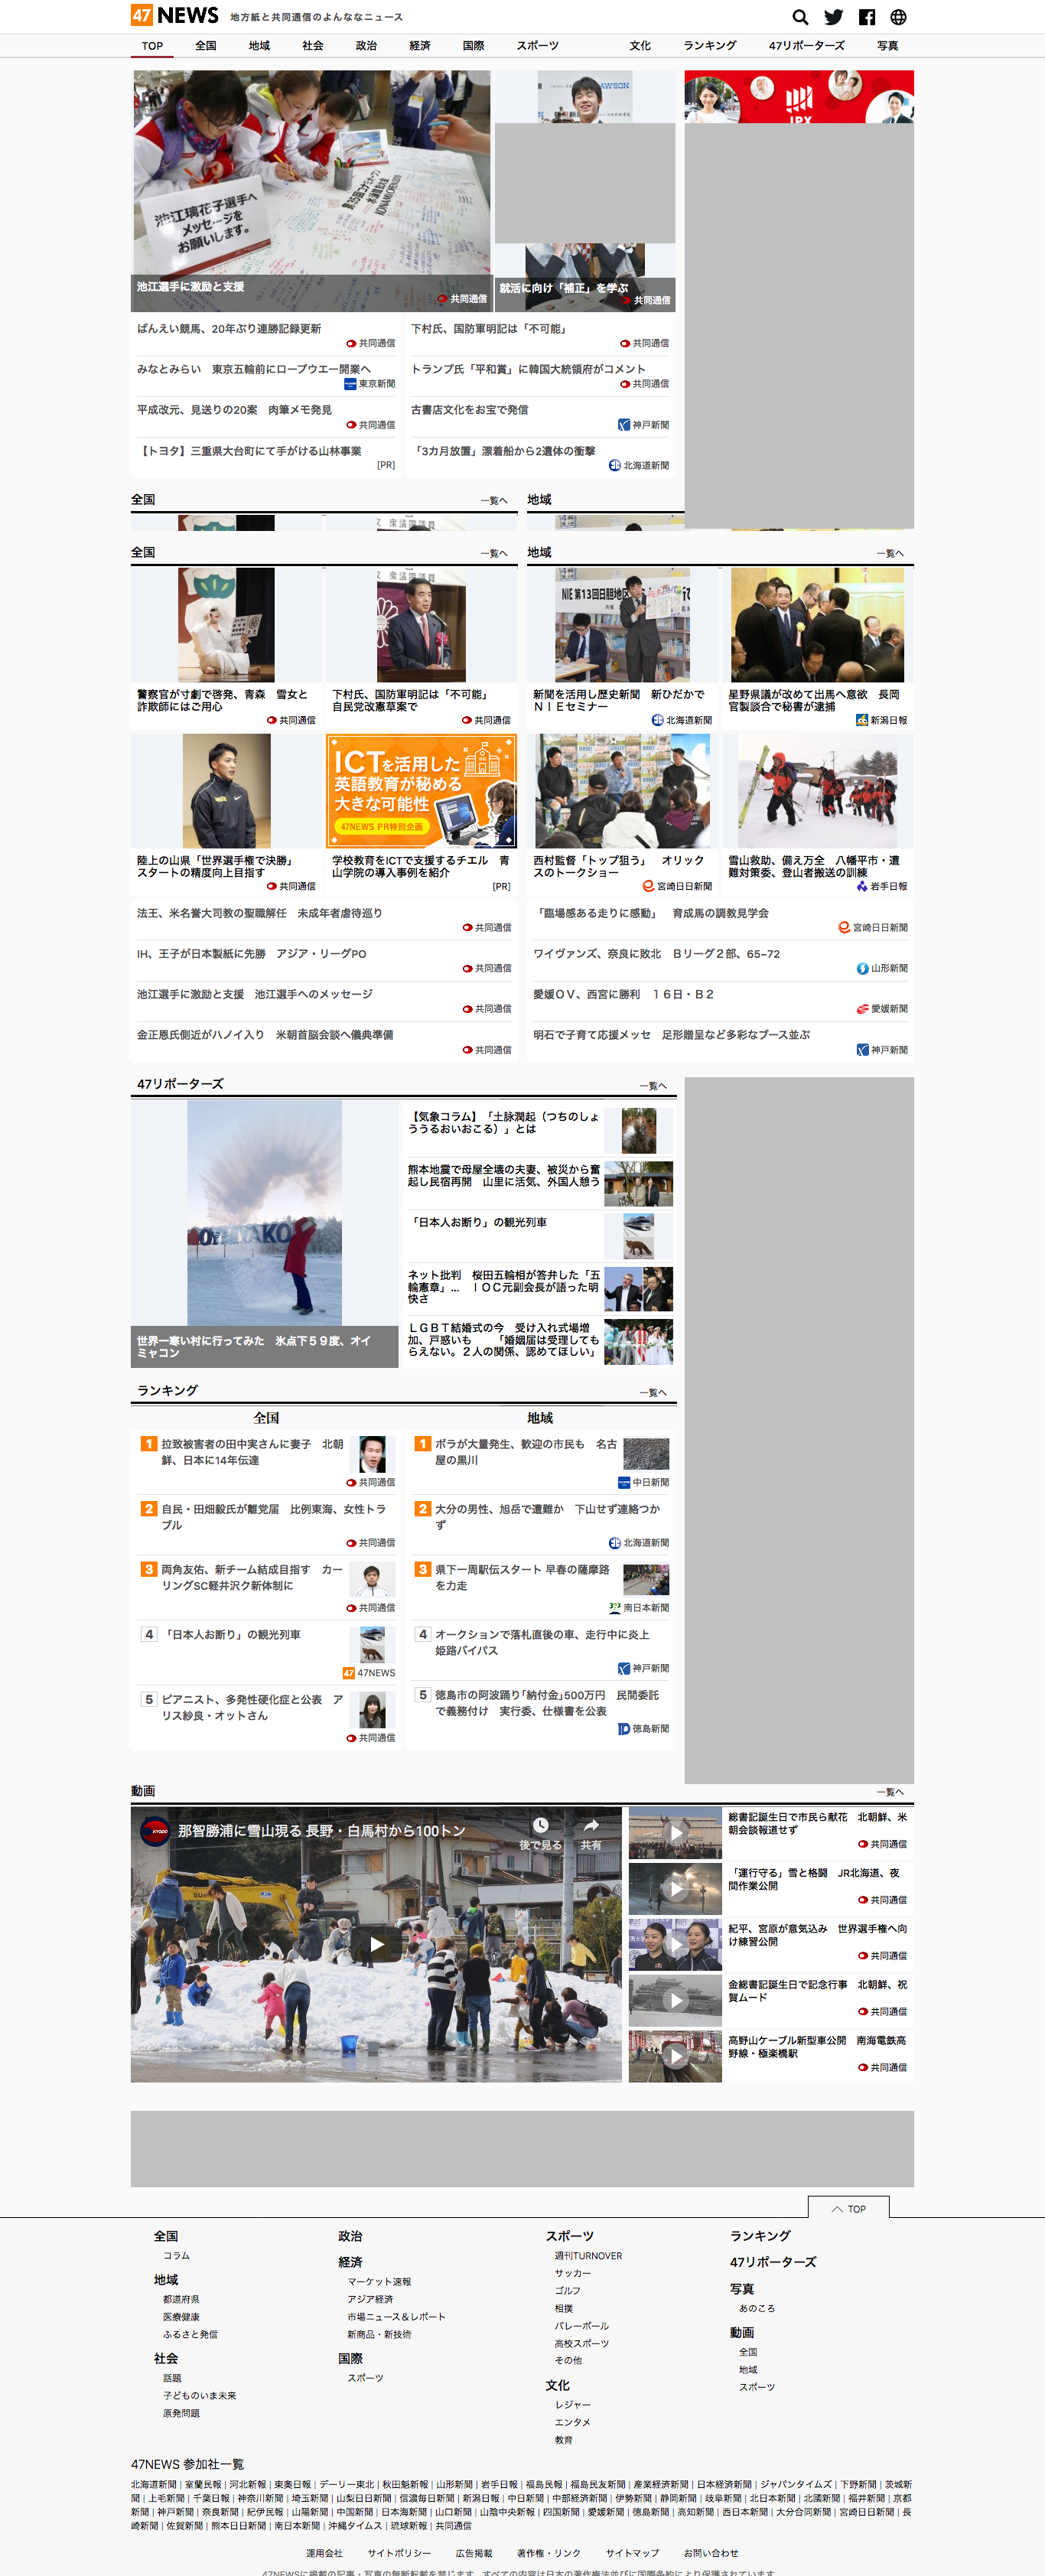 47 NEWS 地方紙と共同通信のよんななニュース
TOP 全国 地域 社会 政治 経済 国際 スポーツ 文化 ランキング 47リポーターズ 写真
池江璃花子選手へ
メッセージを
お願いします。
池江選手に激励と支援
共同通信
就活に向け「補正」を学ぶ
共同通信
ばんえい競馬、20年ぶり連勝記録更新
共同通信
みなとみらい　東京五輪前にロープウエー開業へ
東京新聞
平成改元、見送りの20案　肉筆メモ発見
共同通信
【トヨタ】三重県大台町にて手がける山林事業
[PR]
下村氏、国防軍明記は「不可能」
共同通信
トランプ氏「平和賞」に韓国大統領府がコメント
共同通信
古書店文化をお宝で発信
神戸新聞
「3カ月放置」漂着船から2遺体の衝撃
北海道新聞
全国 一覧へ
地域
全国 一覧へ
地域 一覧へ
警察官が寸劇で啓発、青森　雪女と
詐欺師にはご用心
共同通信
下村氏、国防軍明記は「不可能」
自民党改憲草案で
共同通信
新聞を活用し歴史新聞　新ひだかで
ＮＩＥセミナー
北海道新聞
星野県議が改めて出馬へ意欲　長岡
官製談合で秘書が逮捕
新潟日報
陸上の山県「世界選手権で決勝」
スタートの精度向上目指す
共同通信
ICTを活用した
英語教育が秘める
大きな可能性
47NEWS PR特別企画
学校教育をICTで支援するチエル　青
山学院の導入事例を紹介
[PR]
西村監督「トップ狙う」　オリック
スのトークショー
宮崎日日新聞
雪山救助、備え万全　八幡平市・遭
難対策委、登山者搬送の訓練
岩手日報
法王、米名誉大司教の聖職解任　未成年者虐待巡り
共同通信
IH、王子が日本製紙に先勝　アジア・リーグPO
共同通信
池江選手に激励と支援　池江選手へのメッセージ
共同通信
金正恩氏側近がハノイ入り　米朝首脳会談へ儀典準備
共同通信
「臨場感ある走りに感動」　育成馬の調教見学会
宮崎日日新聞
ワイヴァンズ、奈良に敗北　Ｂリーグ２部、65−72
山形新聞
愛媛ＯＶ、西宮に勝利　１６日・Ｂ２
愛媛新聞
明石で子育て応援メッセ　足形贈呈など多彩なブース並ぶ
神戸新聞
47リポーターズ 一覧へ
世界一寒い村に行ってみた　氷点下５９度、オイ
ミャコン
【気象コラム】「土脉潤起（つちのしょ
ううるおいおこる）」とは
熊本地震で母屋全壊の夫妻、被災から奮
起し民宿再開　山里に活気、外国人憩う
「日本人お断り」の観光列車
ネット批判　桜田五輪相が答弁した「五
輪憲章」…　ＩＯＣ元副会長が語った明
快さ
ＬＧＢＴ結婚式の今　受け入れ式場増
加、戸惑いも　　「婚姻届は受理しても
らえない。２人の関係、認めてほしい」
ランキング 一覧へ
全国
1 拉致被害者の田中実さんに妻子　北朝
鮮、日本に14年伝達
共同通信
2 自民・田畑毅氏が離党届　比例東海、女性トラ
ブル
共同通信
3 両角友佑、新チーム結成目指す　カー
リングSC軽井沢ク新体制に
共同通信
4 「日本人お断り」の観光列車
47NEWS
5 ピアニスト、多発性硬化症と公表　ア
リス紗良・オットさん
共同通信
地域
1 ボラが大量発生、歓迎の市民も　名古
屋の黒川
中日新聞
2 大分の男性、旭岳で遭難か　下山せず連絡つか
ず
北海道新聞
3 県下一周駅伝スタート 早春の薩摩路
を力走
南日本新聞
4 オークションで落札直後の車、走行中に炎上
姫路バイパス
神戸新聞
5 徳島市の阿波踊り｢納付金｣500万円　民間委託
で義務付け　実行委、仕様書を公表
徳島新聞
動画 一覧へ
那智勝浦に雪山現る 長野・白馬村から100トン
後で見る 共有
総書記誕生日で市民ら献花　北朝鮮、米
朝会談報道せず
共同通信
「運行守る」雪と格闘　JR北海道、夜
間作業公開
共同通信
紀平、宮原が意気込み　世界選手権へ向
け練習公開
共同通信
金総書記誕生日で記念行事　北朝鮮、祝
賀ムード
共同通信
高野山ケーブル新型車公開　南海電鉄高
野線・極楽橋駅
共同通信
TOP
全国
コラム
地域
都道府県
医療健康
ふるさと発信
社会
話題
子どものいま未来
原発問題
政治
経済
マーケット速報
アジア経済
市場ニュース＆レポート
新商品・新技術
国際
スポーツ
スポーツ
週刊TURNOVER
サッカー
ゴルフ
相撲
バレーボール
高校スポーツ
その他
文化
レジャー
エンタメ
教育
ランキング
47リポーターズ
写真
あのころ
動画
全国
地域
スポーツ
47NEWS 参加社一覧
北海道新聞 | 室蘭民報 | 河北新報 | 東奥日報 | デーリー東北 | 秋田魁新報 | 山形新聞 | 岩手日報 | 福島民報 | 福島民友新聞 | 産業経済新聞 | 日本経済新聞 | ジャパンタイムズ | 下野新聞 | 茨城新
聞 | 上毛新聞 | 千葉日報 | 神奈川新聞 | 埼玉新聞 | 山梨日日新聞 | 信濃毎日新聞 | 新潟日報 | 中日新聞 | 中部経済新聞 | 伊勢新聞 | 静岡新聞 | 岐阜新聞 | 北日本新聞 | 北國新聞 | 福井新聞 | 京都
新聞 | 神戸新聞 | 奈良新聞 | 紀伊民報 | 山陽新聞 | 中国新聞 | 日本海新聞 | 山口新聞 | 山陰中央新報 | 四国新聞 | 愛媛新聞 | 徳島新聞 | 高知新聞 | 西日本新聞 | 大分合同新聞 | 宮崎日日新聞 | 長
崎新聞 | 佐賀新聞 | 熊本日日新聞 | 南日本新聞 | 沖縄タイムス | 琉球新報 | 共同通信
運用会社 サイトポリシー 広告掲載 著作権・リンク サイトマップ お問い合わせ
47NEWSに掲載の記事・写真の無断転載を禁じます。すべての内容は日本の著作権法並びに国際条約により保護されています。